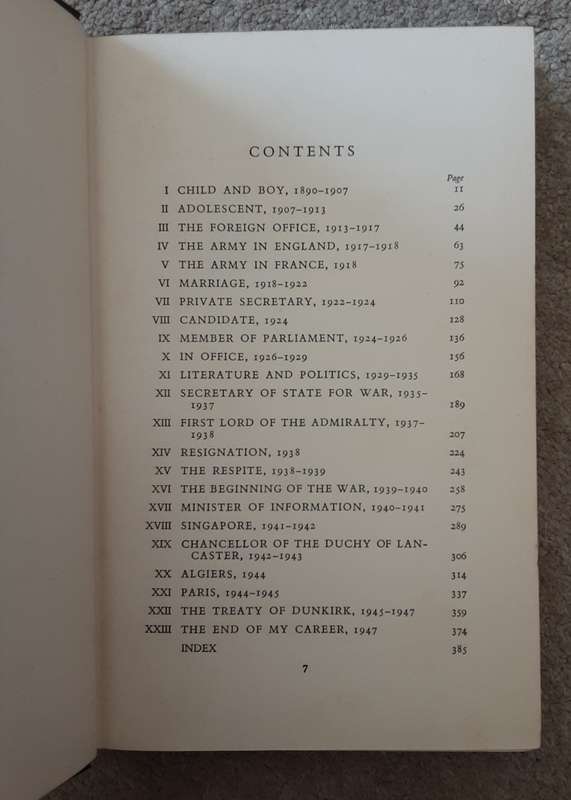 CONTENTS
Page
I CHILD AND BOY, 1890–1907 11
II ADOLESCENT, 1907–1913 26
III THE FOREIGN OFFICE, 1913–1917 44
IV THE ARMY IN ENGLAND, 1917–1918 63
V THE ARMY IN FRANCE, 1918 75
VI MARRIAGE, 1918–1922 92
VII PRIVATE SECRETARY, 1922–1924 110
VIII CANDIDATE, 1924 128
IX MEMBER OF PARLIAMENT, 1924–1926 136
X IN OFFICE, 1926–1929 156
XI LITERATURE AND POLITICS, 1929–1935 168
XII SECRETARY OF STATE FOR WAR, 1935–
1937 189
XIII FIRST LORD OF THE ADMIRALTY, 1937–
1938 207
XIV RESIGNATION, 1938 224
XV THE RESPITE, 1938–1939 243
XVI THE BEGINNING OF THE WAR, 1939–1940 258
XVII MINISTER OF INFORMATION, 1940–1941 275
XVIII SINGAPORE, 1941–1942 289
XIX CHANCELLOR OF THE DUCHY OF LAN-
CASTER, 1942–1943 306
XX ALGIERS, 1944 314
XXI PARIS, 1944–1945 337
XXII THE TREATY OF DUNKIRK, 1945–1947 359
XXIII THE END OF MY CAREER, 1947 374
INDEX 385
7